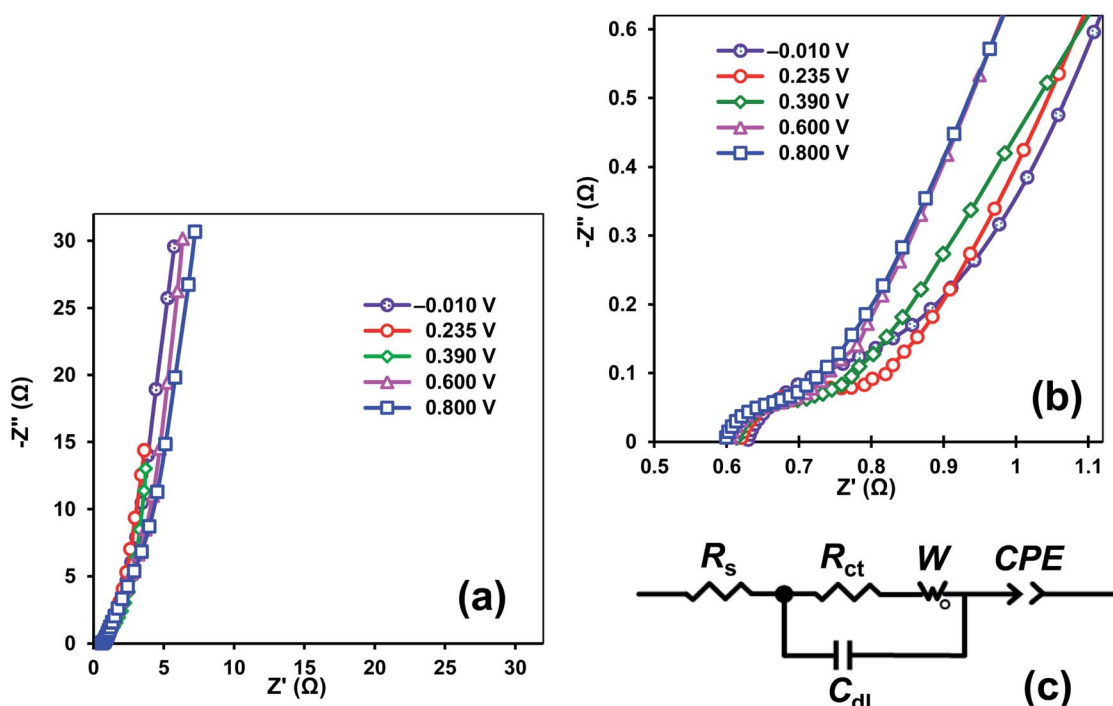 30
25
20
15
10
5
0
-Z'' (Ω)
0 5 10 15 20 25 30
Z' (Ω)
–0.010 V
0.235 V
0.390 V
0.600 V
0.800 V
(a)
0.6
0.5
0.4
0.3
0.2
0.1
0
-Z'' (Ω)
0.5 0.6 0.7 0.8 0.9 1 1.1
Z' (Ω)
–0.010 V
0.235 V
0.390 V
0.600 V
0.800 V
(b)
Rs Rct W CPE
o
Cdl
(c)